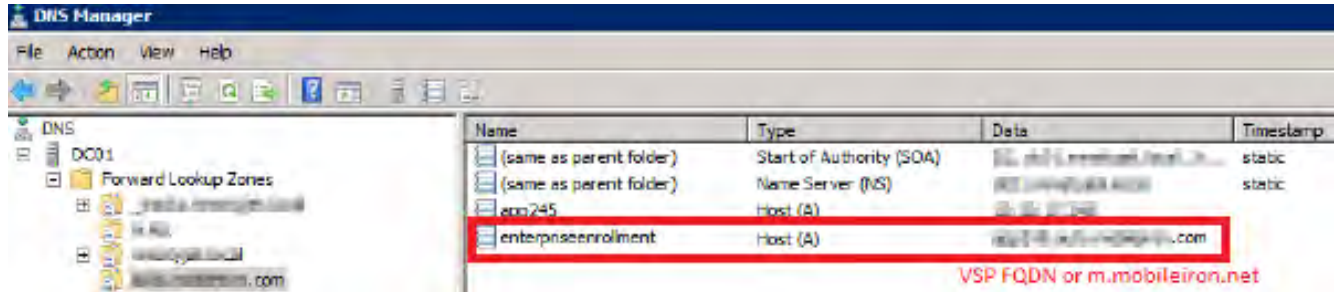 DNS Manager
File Action View Help
DNS
DC01
Forward Lookup Zones
.com
Name Type Data Timestamp
(same as parent folder) Start of Authority (SOA) static
(same as parent folder) Name Server (NS) static
app245 Host (A)
enterpriseenrollment Host (A) .com
VSP FQDN or m.mobileiron.net